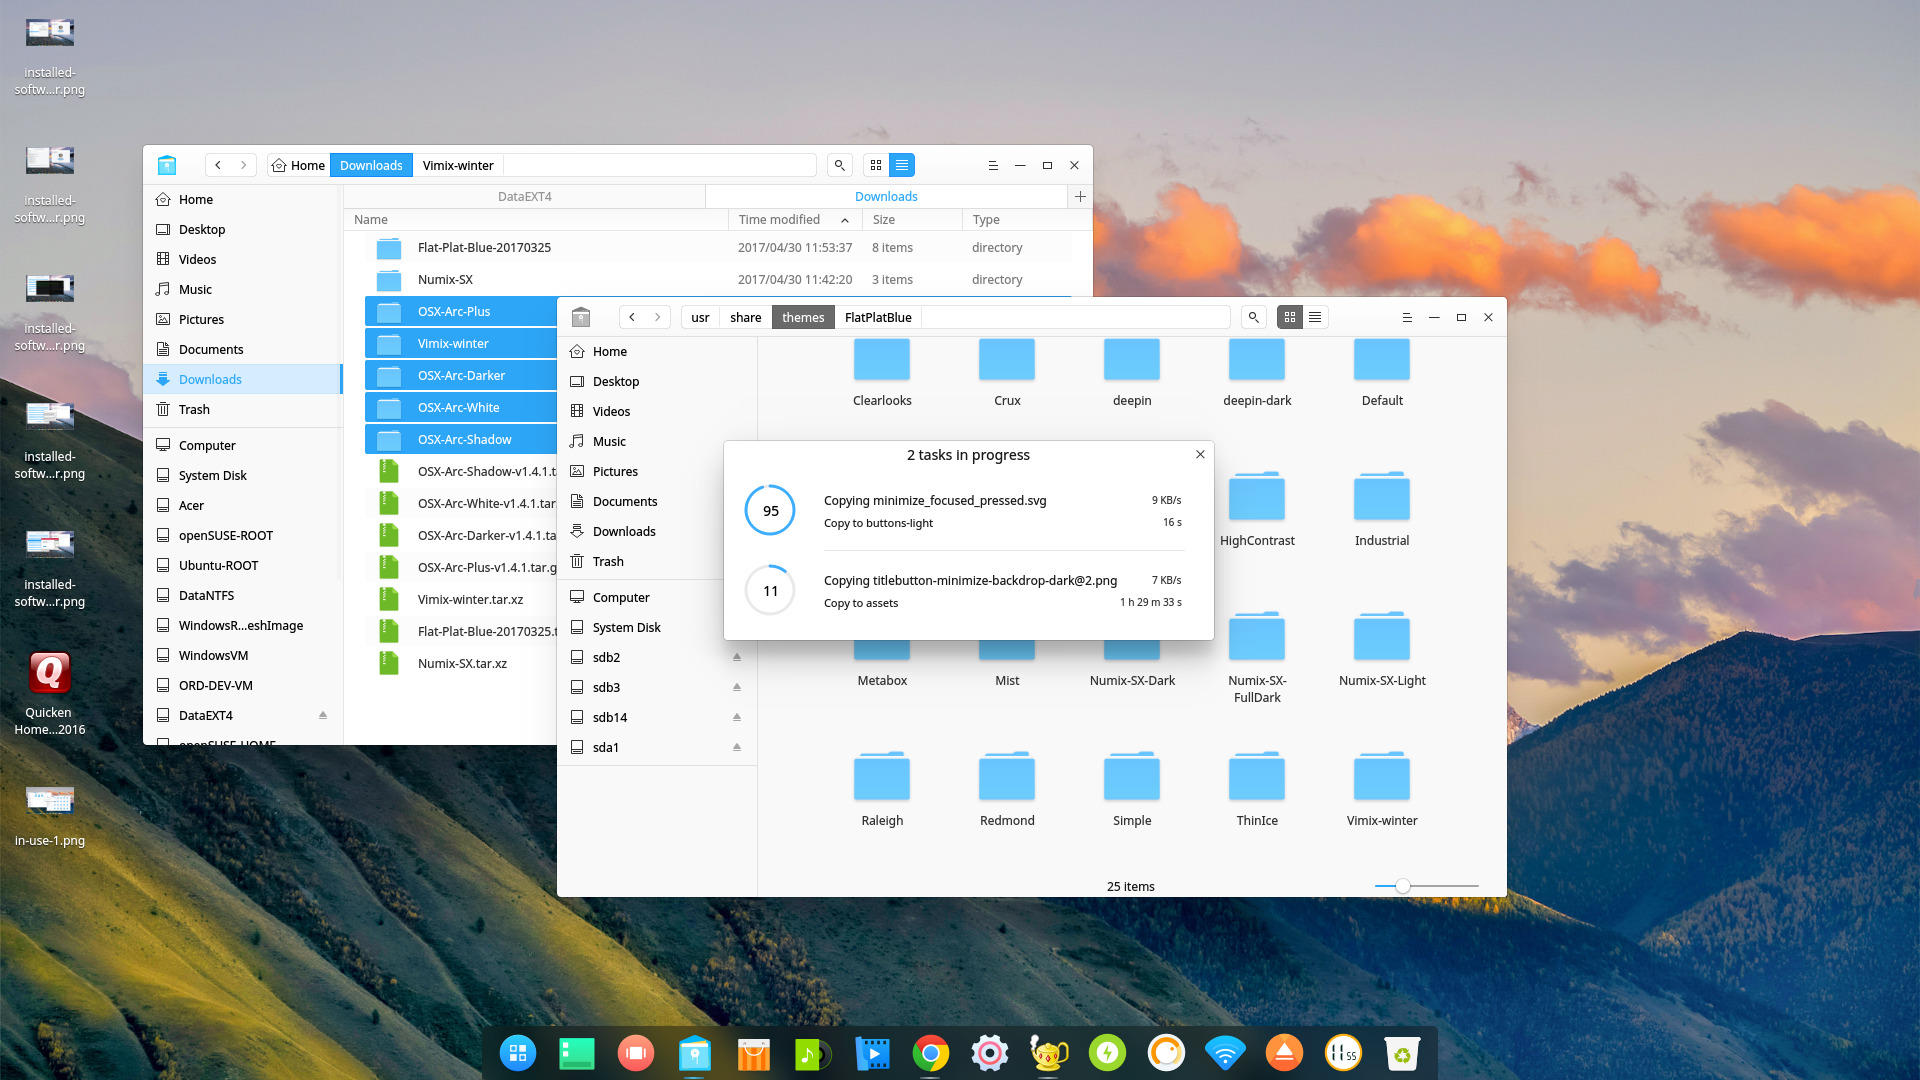 installed-
softw...r.png
installed-
softw...r.png
installed-
softw...r.png
installed-
softw...r.png
installed-
softw...r.png
Quicken
Home...2016
in-use-1.png
Home Downloads Vimix-winter
DataEXT4 Downloads
Name Time modified Size Type
Home
Desktop
Videos
Music
Pictures
Documents
Downloads
Trash
Computer
System Disk
Acer
openSUSE-ROOT
Ubuntu-ROOT
DataNTFS
WindowsR...eshImage
WindowsVM
ORD-DEV-VM
DataEXT4
openSUSE-HOME
Flat-Plat-Blue-20170325 2017/04/30 11:53:37 8 items directory
Numix-SX 2017/04/30 11:42:20 3 items directory
OSX-Arc-Plus
Vimix-winter
OSX-Arc-Darker
OSX-Arc-White
OSX-Arc-Shadow
OSX-Arc-Shadow-v1.4.1.t
OSX-Arc-White-v1.4.1.tar
OSX-Arc-Darker-v1.4.1.ta
OSX-Arc-Plus-v1.4.1.tar.g
Vimix-winter.tar.xz
Flat-Plat-Blue-20170325.t
Numix-SX.tar.xz
usr share themes FlatPlatBlue
Home
Desktop
Videos
Music
Pictures
Documents
Downloads
Trash
Computer
System Disk
sdb2
sdb3
sdb14
sda1
Clearlooks Crux deepin deepin-dark Default
HighContrast Industrial
Metabox Mist Numix-SX-Dark Numix-SX- Numix-SX-Light
FullDark
Raleigh Redmond Simple ThinIce Vimix-winter
25 items
2 tasks in progress
95 Copying minimize_focused_pressed.svg 9 KB/s
Copy to buttons-light 16 s
11 Copying titlebutton-minimize-backdrop-dark@2.png 7 KB/s
Copy to assets 1 h 29 m 33 s
11 55